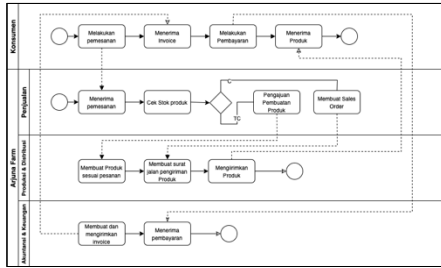 Konsumen
Melakukan
pemesanan
Menerima
Invoice
Melakukan
Pembayaran
Menerima
Produk
Arjuna Farm
Penjualan
Menerima
pemesanan
Cek Stok produk
C
TC
Pengajuan
Pembuatan
Produk
Membuat Sales
Order
Produksi & Distribusi
Membuat Produk
sesuai pesanan
Membuat surat
jalan pengiriman
Produk
Mengirimkan
Produk
Akuntansi & Keuangan
Membuat dan
mengirimkan
invoice
Menerima
pembayaran